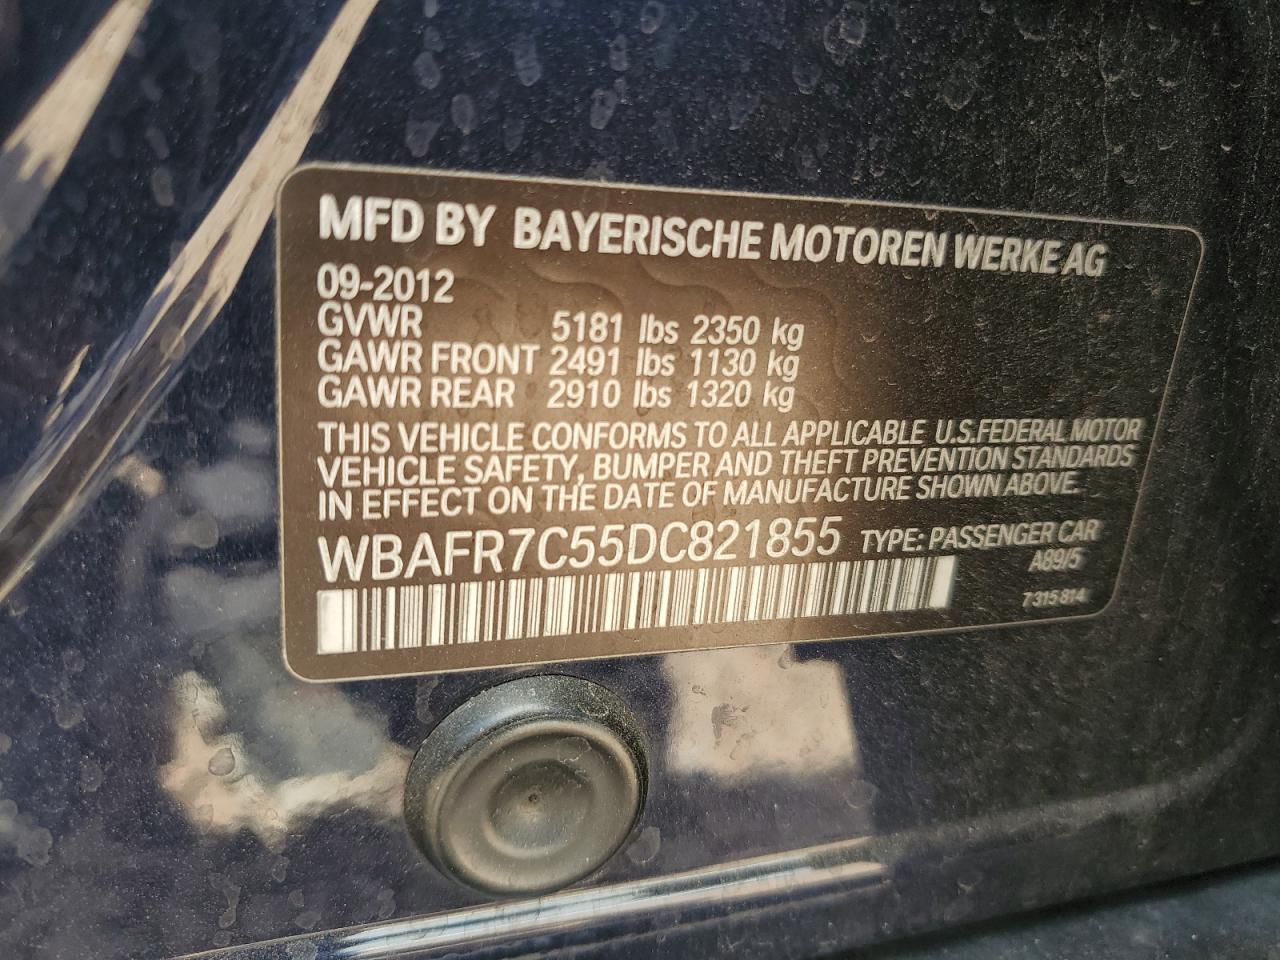 MFD BY BAYERISCHE MOTOREN WERKE AG
09-2012
GVWR 5181 lbs 2350 kg
GAWR FRONT 2491 lbs 1130 kg
GAWR REAR 2910 lbs 1320 kg
THIS VEHICLE CONFORMS TO ALL APPLICABLE U.S.FEDERAL MOTOR
VEHICLE SAFETY, BUMPER AND THEFT PREVENTION STANDARDS
IN EFFECT ON THE DATE OF MANUFACTURE SHOWN ABOVE.
WBAFR7C55DC821855 TYPE: PASSENGER CAR
A89/5
7 315 814